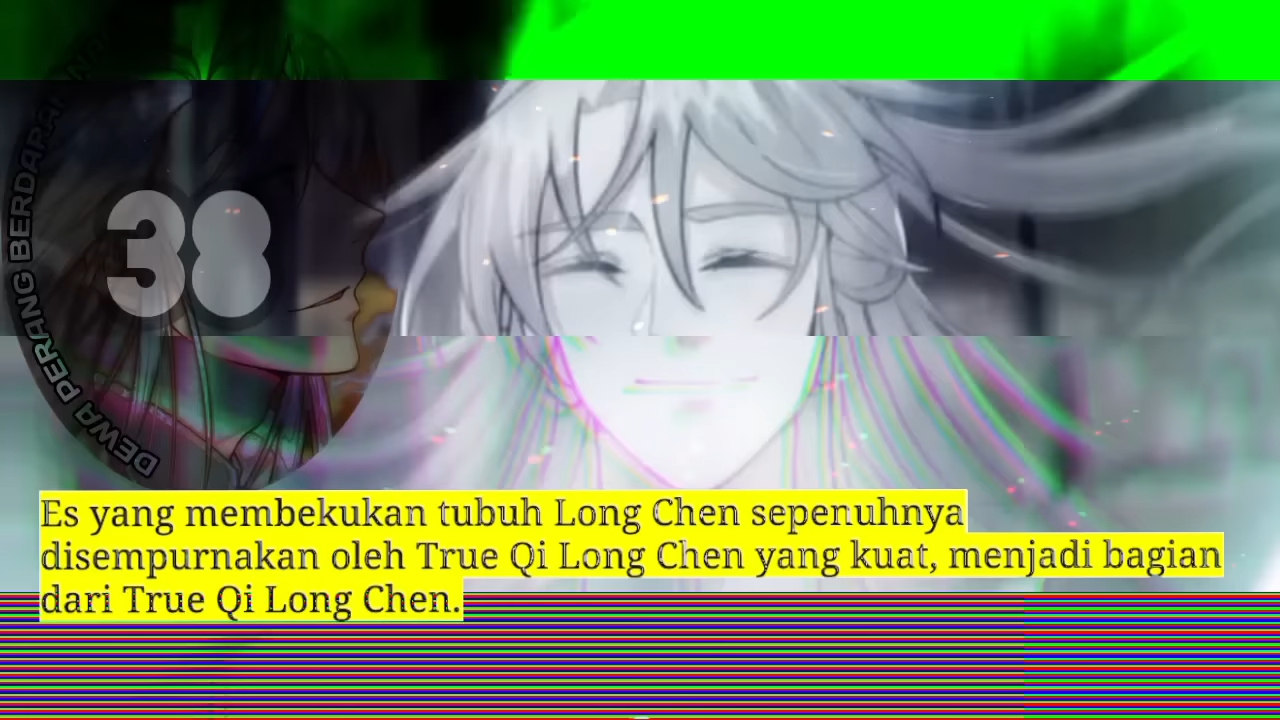 DEWA PERANG BERDARAH NAGA
38
Es yang membekukan tubuh Long Chen sepenuhnya
disempurnakan oleh True Qi Long Chen yang kuat, menjadi bagian
dari True Qi Long Chen.